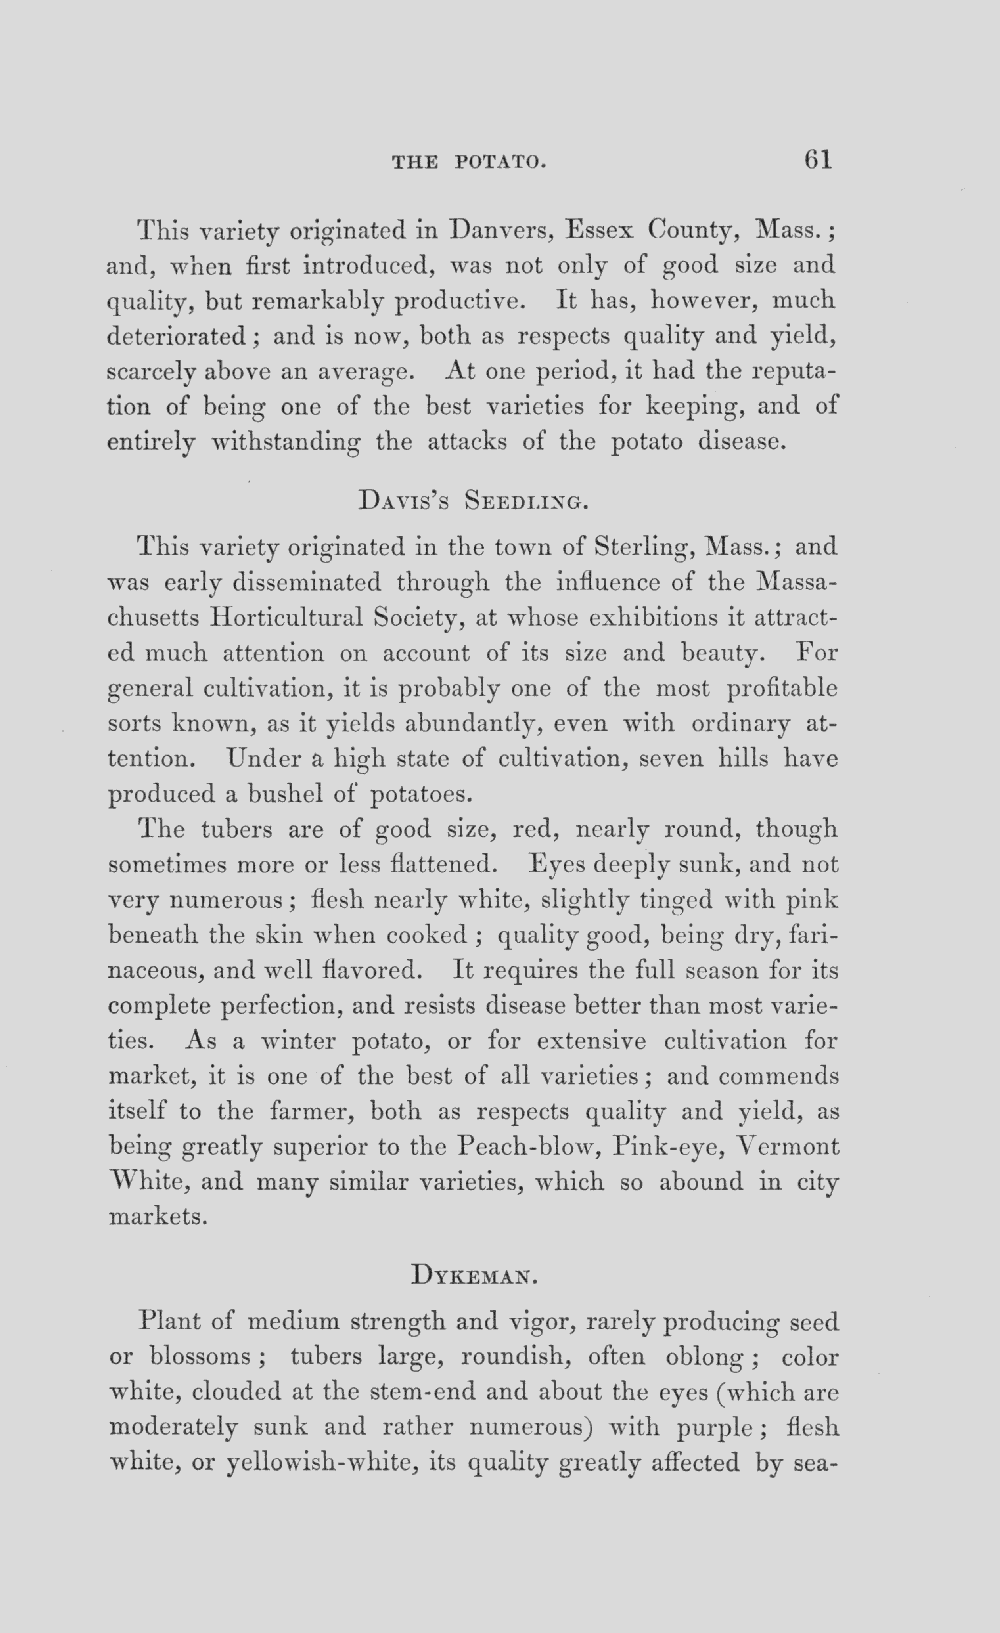 THE POTATO. 61
This variety originated in Danvers, Essex County, Mass.;
and, when first introduced, was not only of good size and
quality, but remarkably productive. It has, however, much
deteriorated; and is now, both as respects quality and yield,
scarcely above an average. At one period, it had the reputa-
tion of being one of the best varieties for keeping, and of
entirely withstanding the attacks of the potato disease.
DAVIS'S SEEDLING.
This variety originated in the town of Sterling, Mass.; and
was early disseminated through the influence of the Massa-
chusetts Horticultural Society, at whose exhibitions it attract-
ed much attention on account of its size and beauty. For
general cultivation, it is probably one of the most profitable
sorts known, as it yields abundantly, even with ordinary at-
tention. Under a high state of cultivation, seven hills have
produced a bushel of potatoes.
The tubers are of good size, red, nearly round, though
sometimes more or less flattened. Eyes deeply sunk, and not
very numerous; flesh nearly white, slightly tinged with pink
beneath the skin when cooked; quality good, being dry, fari-
naceous, and well flavored. It requires the full season for its
complete perfection, and resists disease better than most varie-
ties. As a winter potato, or for extensive cultivation for
market, it is one of the best of all varieties; and commends
itself to the farmer, both as respects quality and yield, as
being greatly superior to the Peach-blow, Pink-eye, Vermont
White, and many similar varieties, which so abound in city
markets.
DYKEMAN.
Plant of medium strength and vigor, rarely producing seed
or blossoms; tubers large, roundish, often oblong; color
white, clouded at the stem-end and about the eyes (which are
moderately sunk and rather numerous) with purple; flesh
white, or yellowish-white, its quality greatly affected by sea-